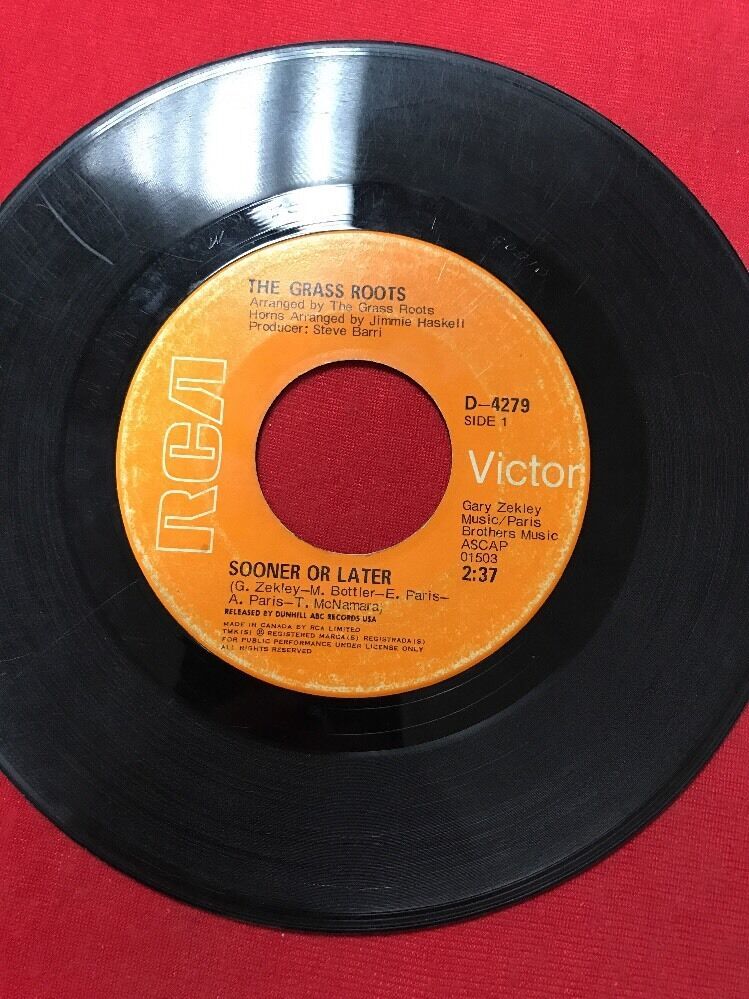 THE GRASS ROOTS
Arranged by The Grass Roots
Horns Arranged by Jimmie Haskell
Producer: Steve Barri
RCA
D-4279
SIDE 1
Victor
Gary Zekley
Music/Paris
Brothers Music
ASCAP
01503
2:37
SOONER OR LATER
(G. Zekley-M. Bottler-E. Paris-
A. Paris-T. McNamara)
RELEASED BY DUNHILL ABC RECORDS USA
MADE IN CANADA BY RCA LIMITED
TMK(S) ® REGISTERED MARCA(S) REGISTRADA(S)
FOR PUBLIC PERFORMANCE UNDER LICENSE ONLY
ALL RIGHTS RESERVED